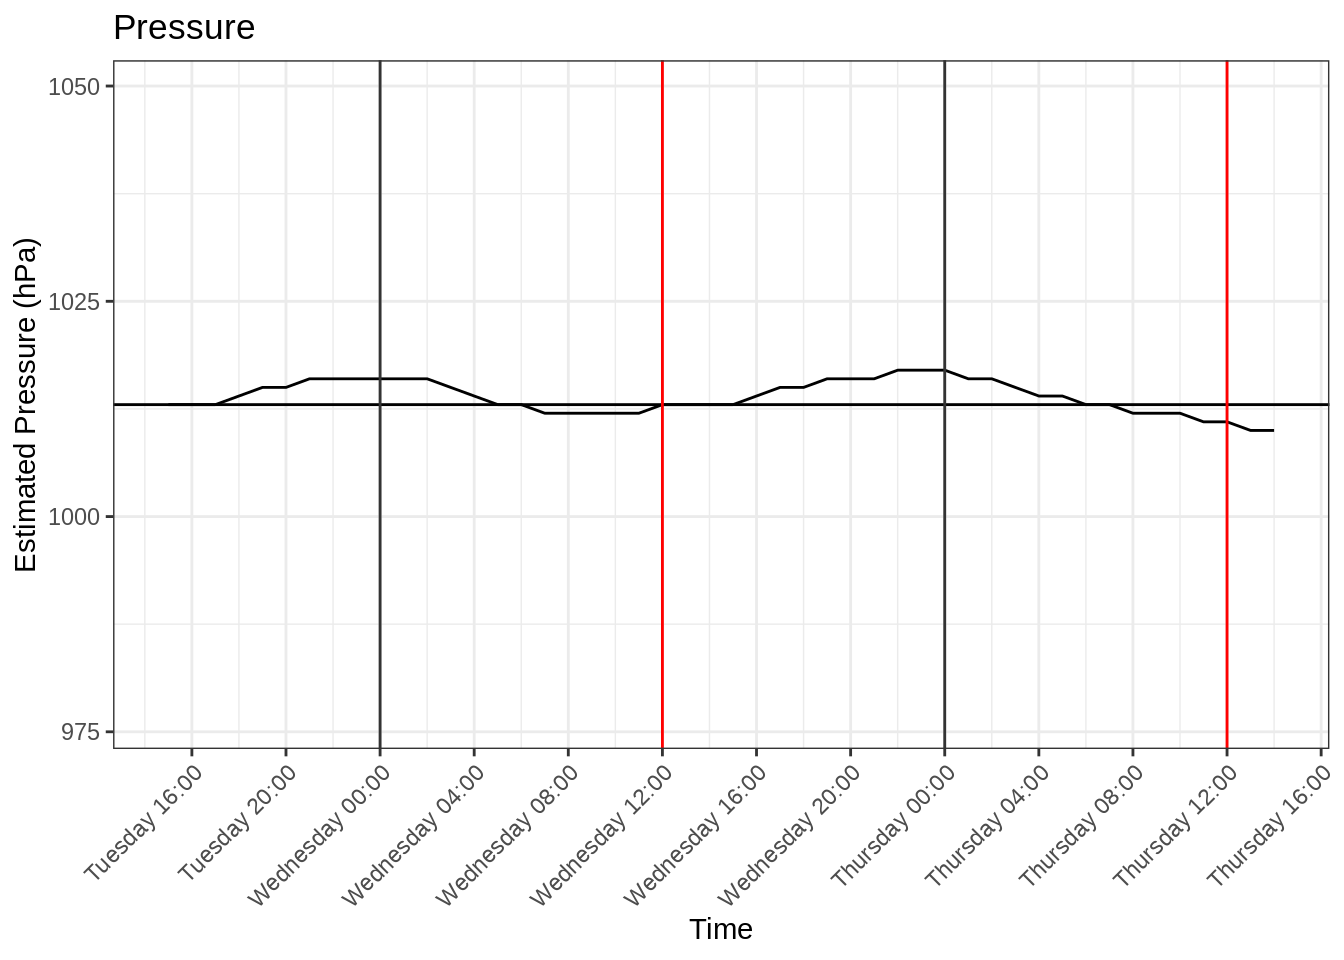 Pressure
Estimated Pressure (hPa)
1050
1025
1000
975
Tuesday 16:00
Tuesday 20:00
Wednesday 00:00
Wednesday 04:00
Wednesday 08:00
Wednesday 12:00
Wednesday 16:00
Wednesday 20:00
Thursday 00:00
Thursday 04:00
Thursday 08:00
Thursday 12:00
Thursday 16:00
Time